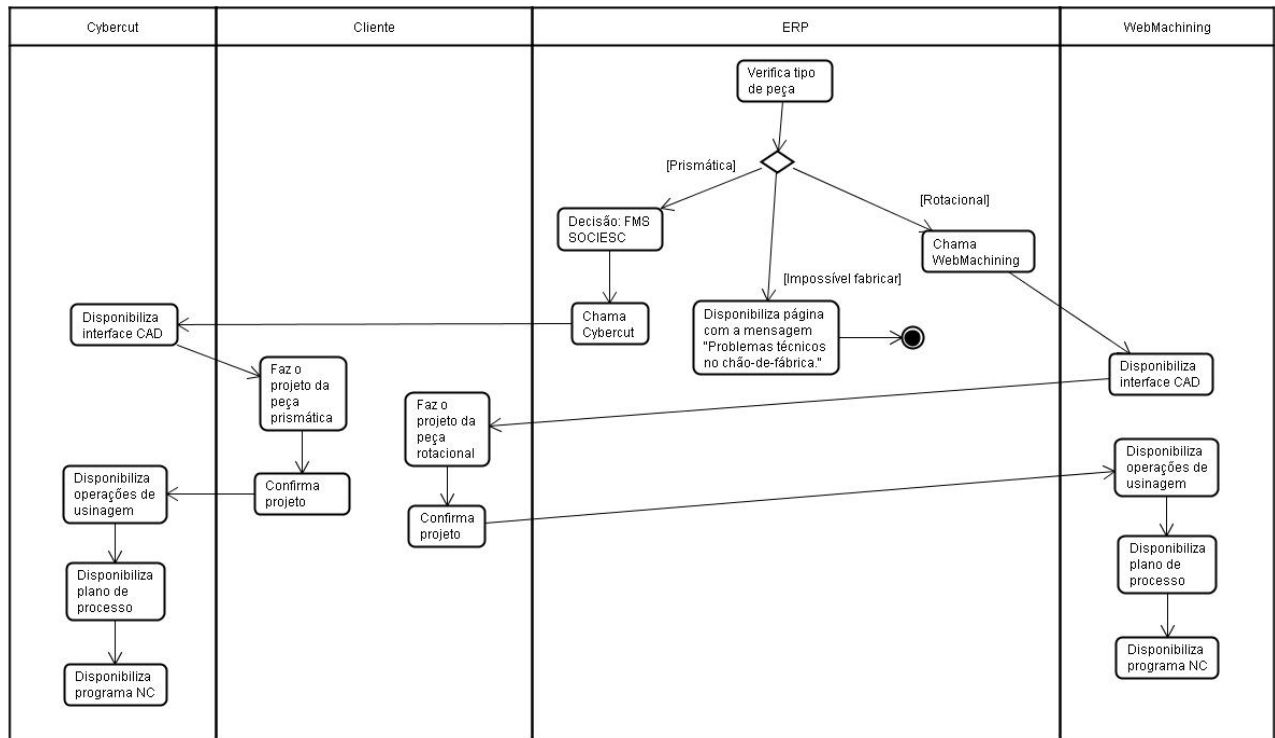 Cybercut
Cliente
ERP
WebMachining
Verifica tipo
de peça
[Prismática]
[Rotacional]
Decisão: FMS
SOCIESC
Chama
WebMachining
[Impossível fabricar]
Disponibiliza
interface CAD
Chama
Cybercut
Disponibiliza página
com a mensagem
"Problemas técnicos
no chão-de-fábrica."
Disponibiliza
interface CAD
Faz o
projeto da
peça
prismática
Faz o
projeto da
peça
rotacional
Disponibiliza
operações de
usinagem
Confirma
projeto
Confirma
projeto
Disponibiliza
operações de
usinagem
Disponibiliza
plano de
processo
Disponibiliza
plano de
processo
Disponibiliza
programa NC
Disponibiliza
programa NC